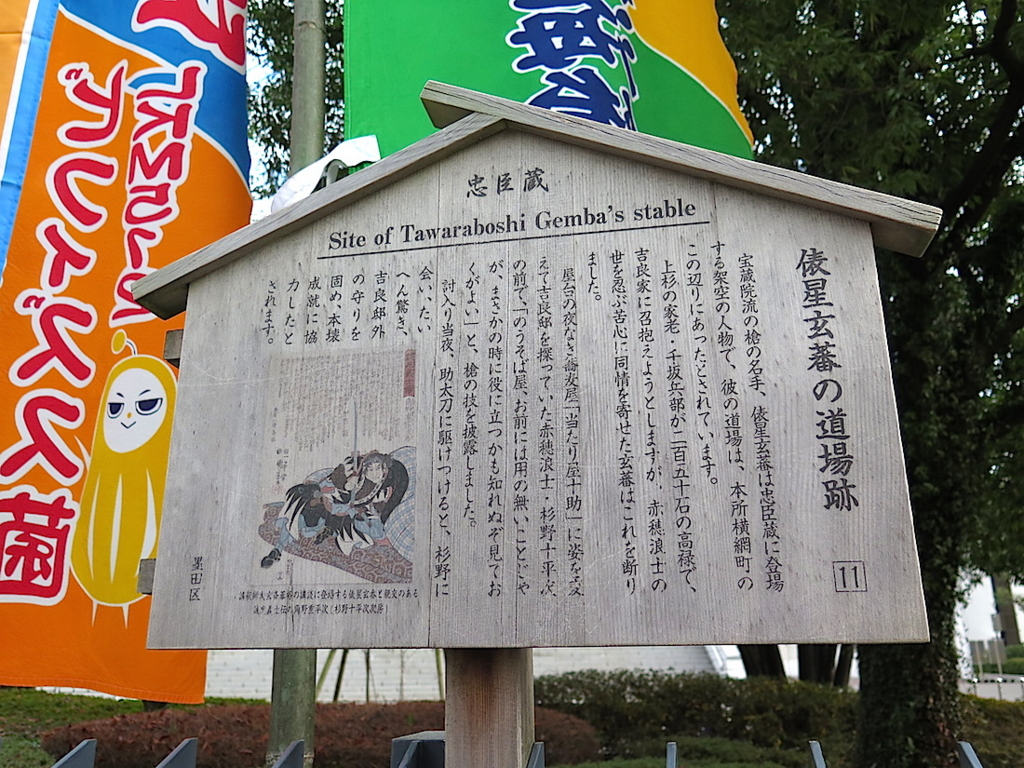 忠臣蔵
Site of Tawaraboshi Gemba's stable
俵星玄蕃の道場跡
宝蔵院流の槍の名手、俵星玄蕃は忠臣蔵に登場
する架空の人物で、彼の道場は、本所横網町の
この辺りにあったとされています。
上杉の家老・千坂兵部が二百五十石の高禄で、
吉良家に召抱えようとしますが、赤穂浪士の
世を忍ぶ苦心に同情を寄せた玄蕃はこれを断り
ました。
屋台の夜なき蕎麦屋「当たり屋十助」に姿を変
えて吉良邸を探っていた赤穂浪士・杉野十平次
の前で、「のうそば屋、お前には用の無いことじゃ
が、まさかの時に役に立つかも知れぬぞ見てお
くがよい」と、槍の技を披露しました。
討入り当夜、助太刀に駆けつけると、杉野に
会い、たい
へん驚き、
吉良邸外
の守りを
固め、本壊
成就に協
力したと
されます。
11
墨田区